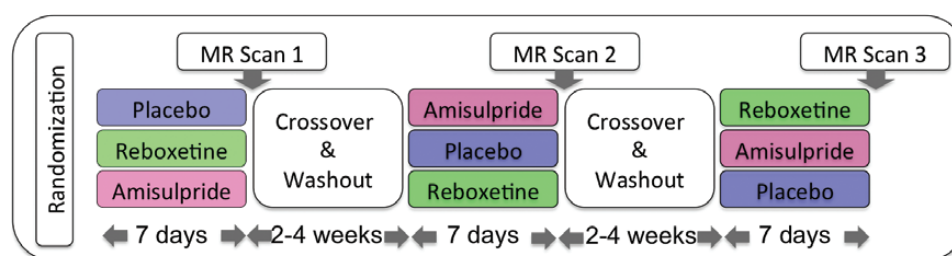 Randomization
MR Scan 1
MR Scan 2
MR Scan 3
Placebo
Reboxetine
Amisulpride
Crossover
&
Washout
Amisulpride
Placebo
Reboxetine
Crossover
&
Washout
Reboxetine
Amisulpride
Placebo
7 days
2-4 weeks
7 days
2-4 weeks
7 days